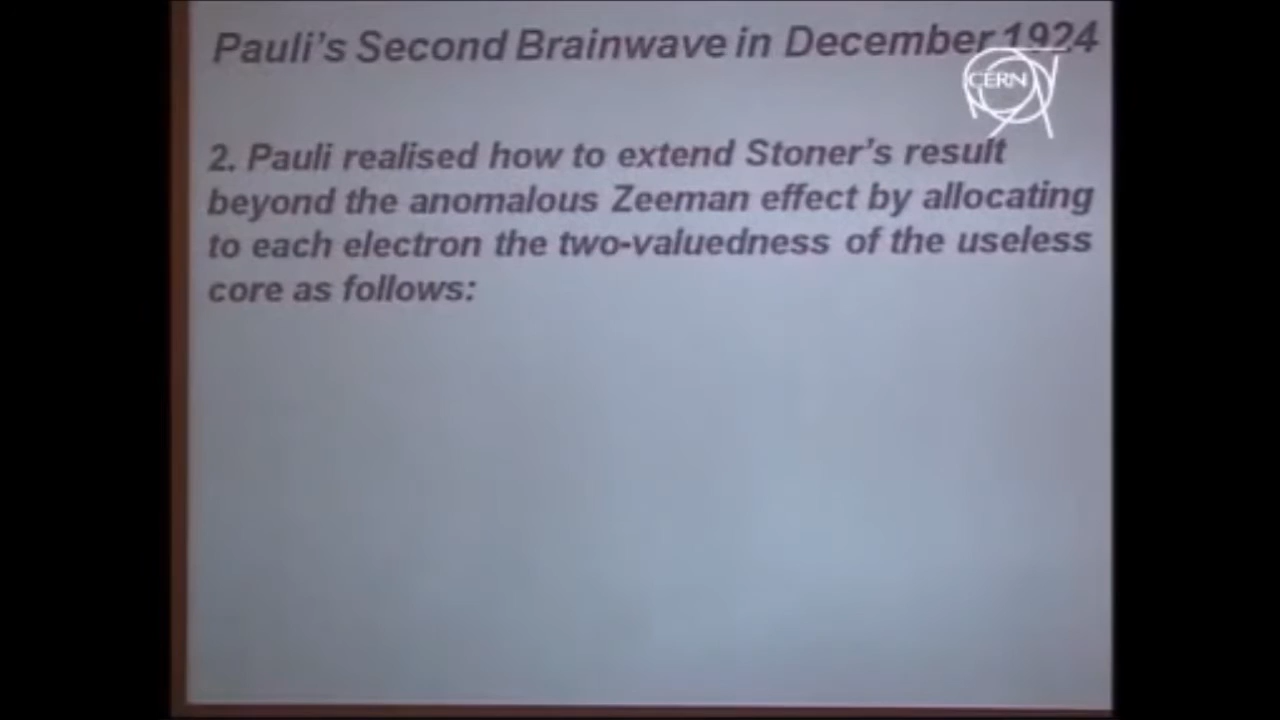 Pauli's Second Brainwave in December 1924
CERN
2. Pauli realised how to extend Stoner's result
beyond the anomalous Zeeman effect by allocating
to each electron the two-valuedness of the useless
core as follows: